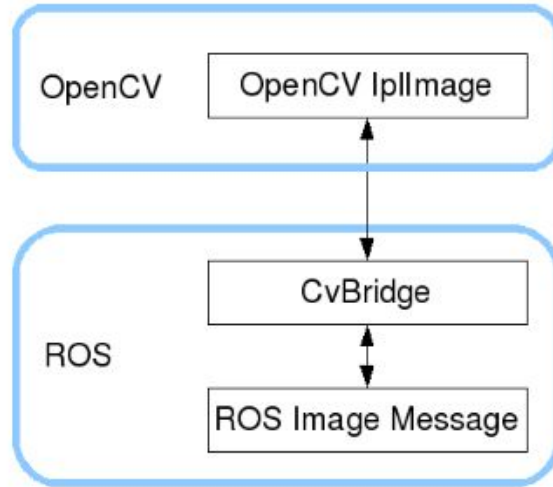 OpenCV
OpenCV IplImage
CvBridge
ROS
ROS Image Message